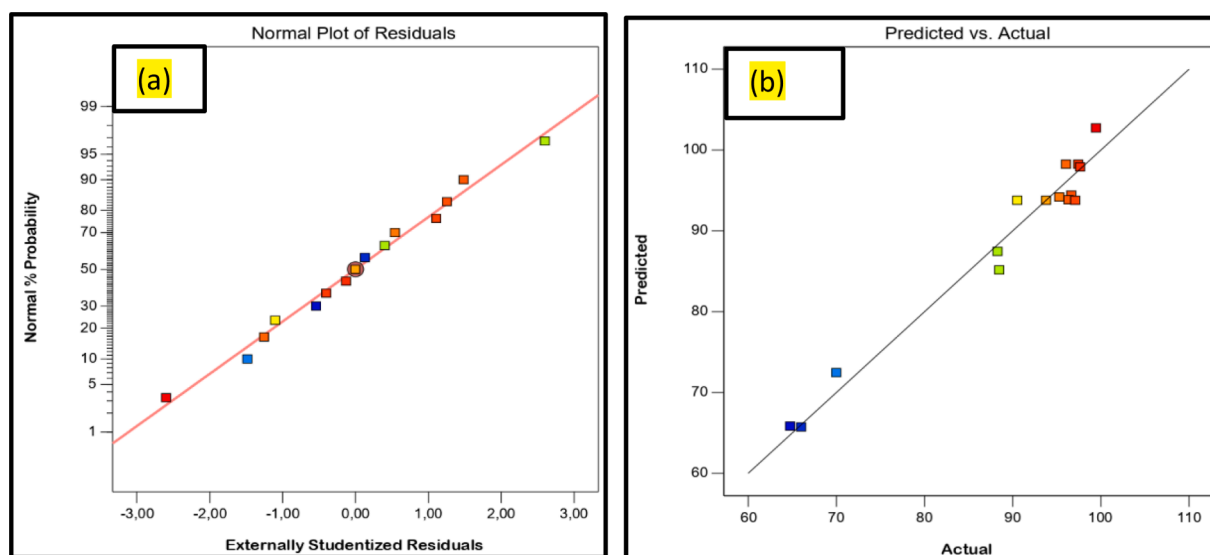 Normal Plot of Residuals
(a)
Normal % Probability
99
95
90
80
70
50
30
20
10
5
1
-3,00 -2,00 -1,00 0,00 1,00 2,00 3,00
Externally Studentized Residuals
Predicted vs. Actual
(b)
Predicted
110
100
90
80
70
60
60 70 80 90 100 110
Actual